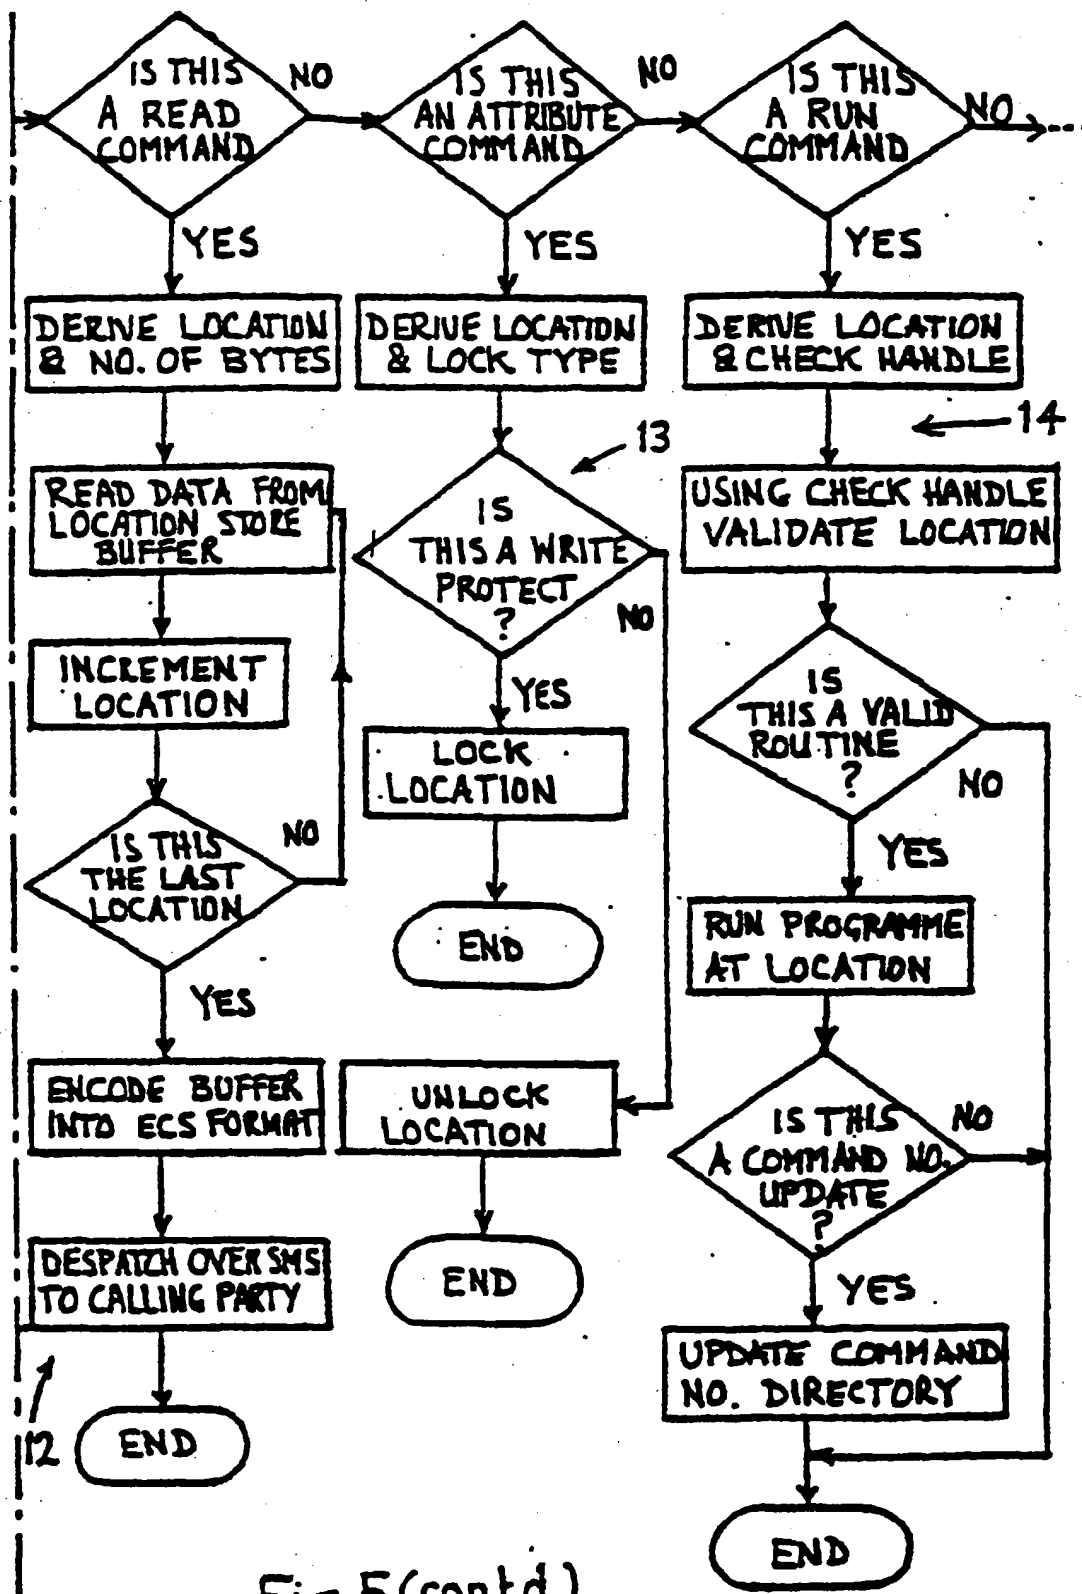 IS THIS
A READ
COMMAND
NO
IS THIS
AN ATTRIBUTE
COMMAND
NO
IS THIS
A RUN
COMMAND
NO
YES
YES
YES
DERIVE LOCATION
& NO. OF BYTES
DERIVE LOCATION
& LOCK TYPE
DERIVE LOCATION
& CHECK HANDLE
13
14
READ DATA FROM
LOCATION STORE
BUFFER
IS
THIS A WRITE
PROTECT
?
NO
USING CHECK HANDLE
VALIDATE LOCATION
INCREMENT
LOCATION
YES
IS
THIS A VALID
ROUTINE
?
NO
LOCK
LOCATION
IS THIS
THE LAST
LOCATION
NO
YES
END
RUN PROGRAMME
AT LOCATION
YES
ENCODE BUFFER
INTO ECS FORMAT
UNLOCK
LOCATION
IS THIS
A COMMAND NO.
UPDATE
?
NO
DESPATCH OVER SMS
TO CALLING PARTY
END
YES
UPDATE COMMAND
NO. DIRECTORY
12
END
END
Fig 5 (contd.)